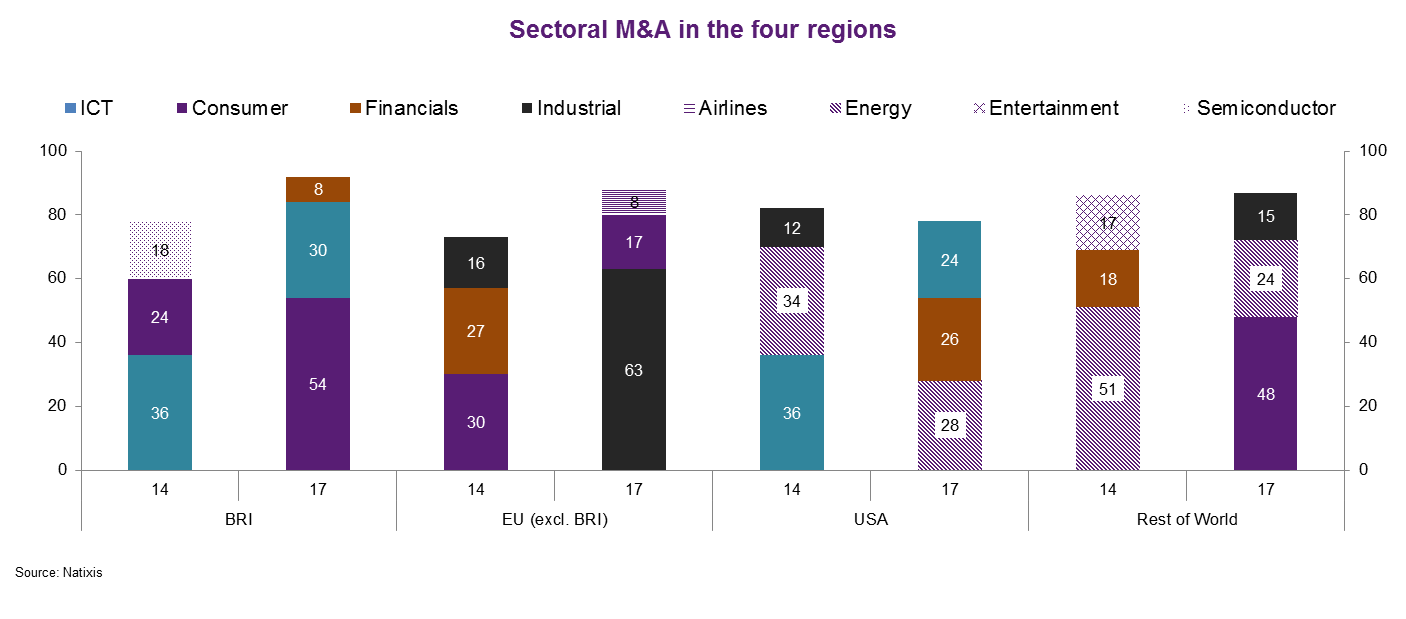 Sectoral M&A in the four regions
ICT Consumer Financials Industrial Airlines Energy Entertainment Semiconductor
100 100
8 8 17 15
80 12 80
18 30 17 24 18 24
16
60 34 60
24 27 26
40 40
54 63 51 48
36 30 36 28
20 20
0 0
14 17 14 17 14 17 14 17
BRI EU (excl. BRI) USA Rest of World
Source: Natixis